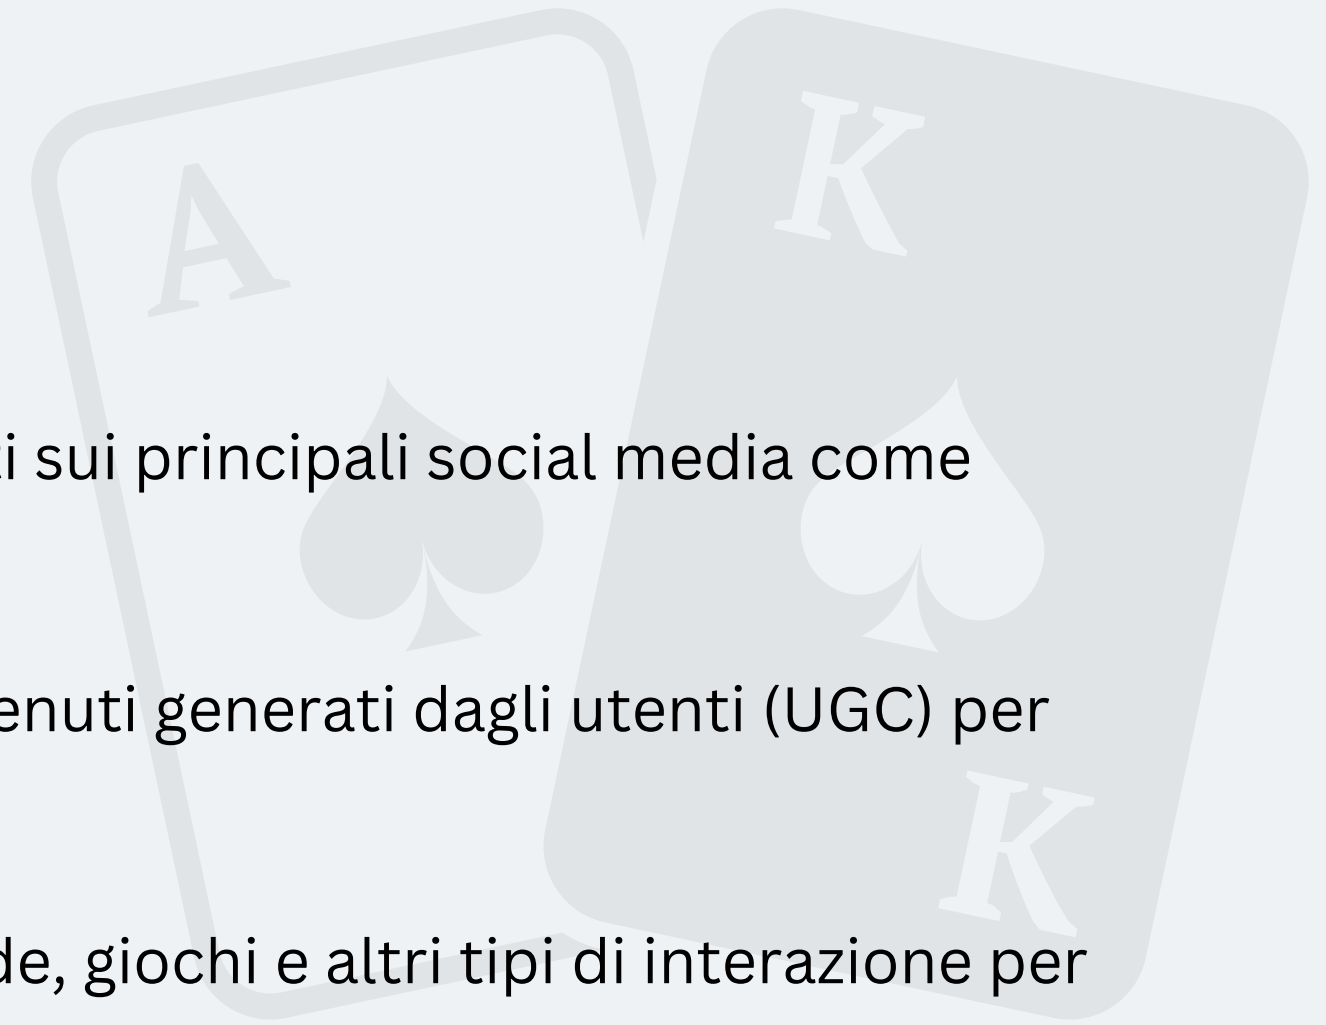 A
K
i sui principali social media come
enuti generati dagli utenti (UGC) per
K
de, giochi e altri tipi di interazione per